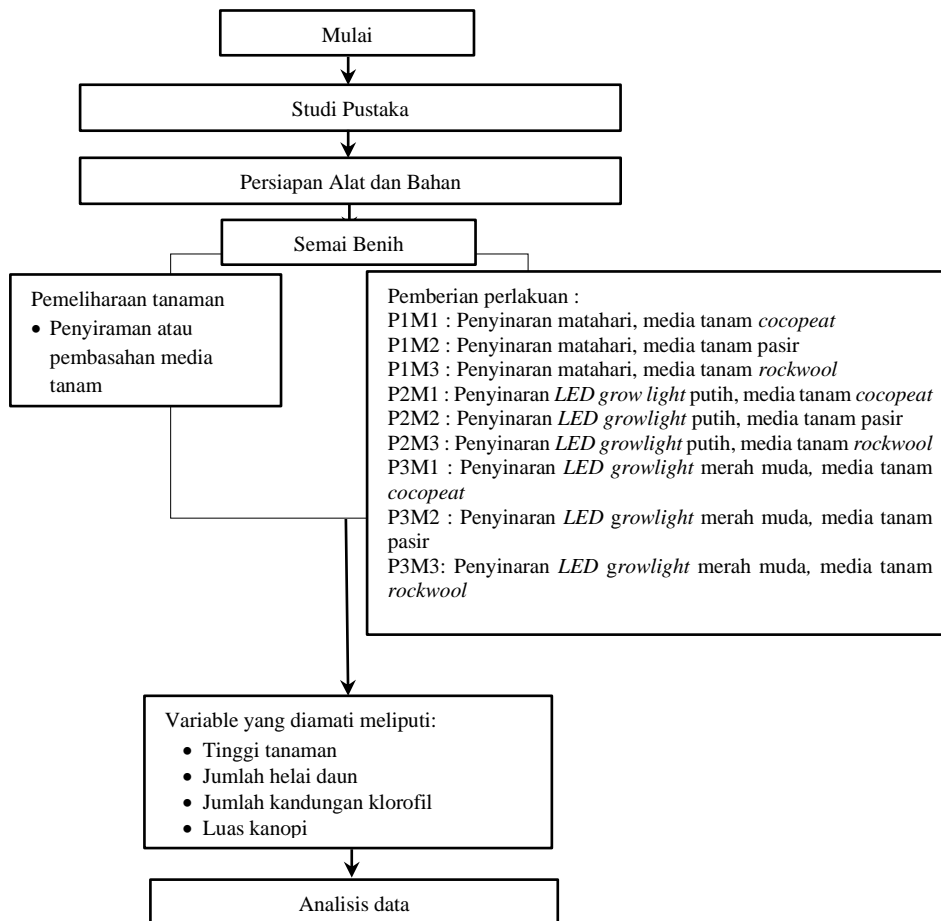 Mulai
Studi Pustaka
Persiapan Alat dan Bahan
Semai Benih
Pemeliharaan tanaman
• Penyiraman atau
pembasahan media
tanam
Pemberian perlakuan :
P1M1 : Penyinaran matahari, media tanam cocopeat
P1M2 : Penyinaran matahari, media tanam pasir
P1M3 : Penyinaran matahari, media tanam rockwool
P2M1 : Penyinaran LED grow light putih, media tanam cocopeat
P2M2 : Penyinaran LED growlight putih, media tanam pasir
P2M3 : Penyinaran LED growlight putih, media tanam rockwool
P3M1 : Penyinaran LED growlight merah muda, media tanam
cocopeat
P3M2 : Penyinaran LED growlight merah muda, media tanam
pasir
P3M3: Penyinaran LED growlight merah muda, media tanam
rockwool
Variable yang diamati meliputi:
• Tinggi tanaman
• Jumlah helai daun
• Jumlah kandungan klorofil
• Luas kanopi
Analisis data